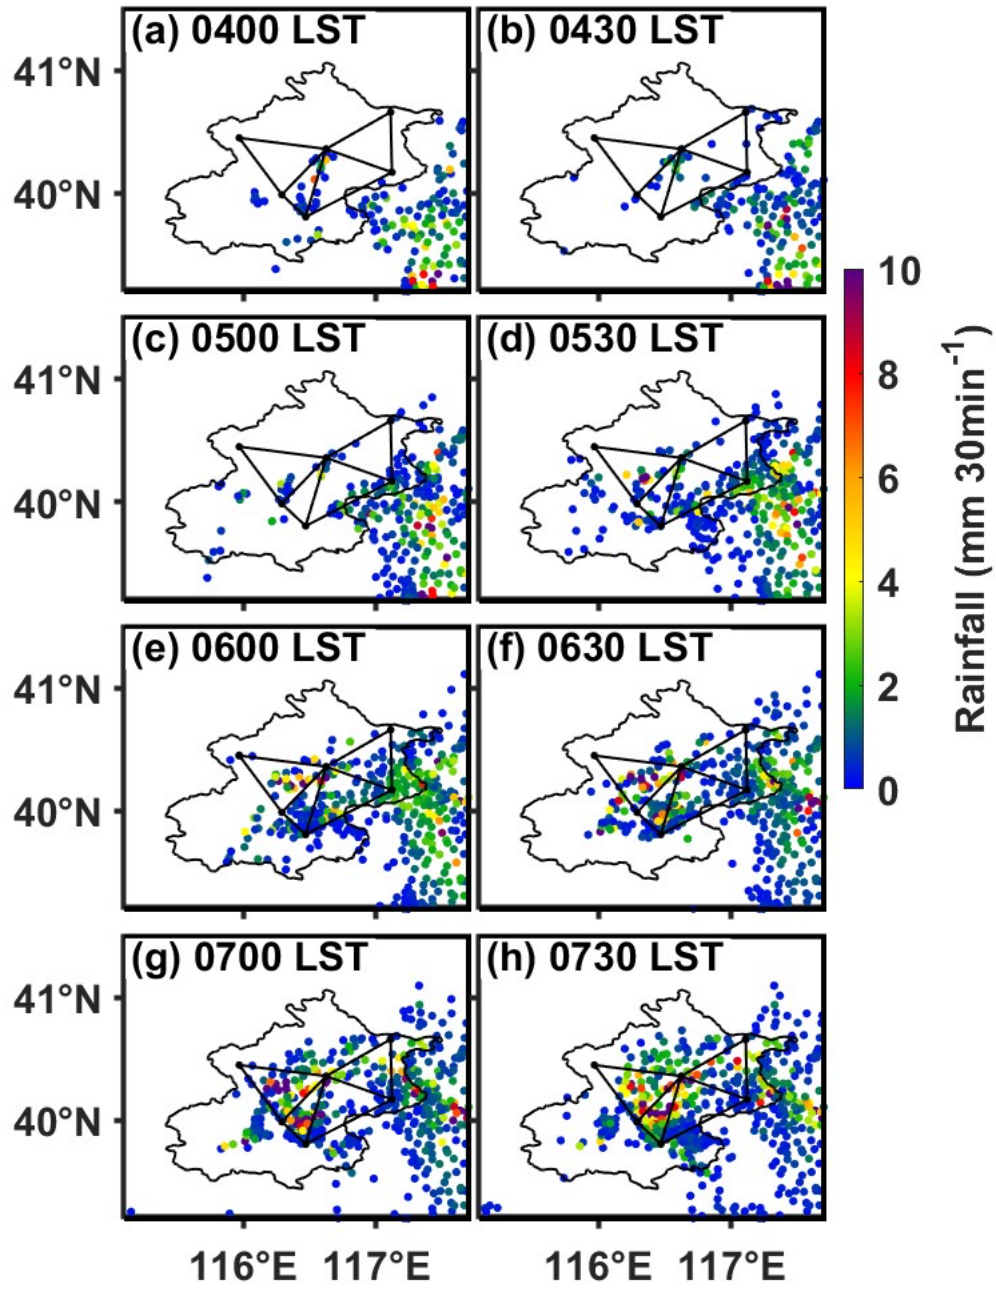 (a) 0400 LST
(b) 0430 LST
41°N
40°N
(c) 0500 LST
(d) 0530 LST
41°N
40°N
(e) 0600 LST
(f) 0630 LST
41°N
40°N
(g) 0700 LST
(h) 0730 LST
41°N
40°N
116°E 117°E
116°E 117°E
10
8
6
4
2
0
Rainfall (mm 30min⁻¹)